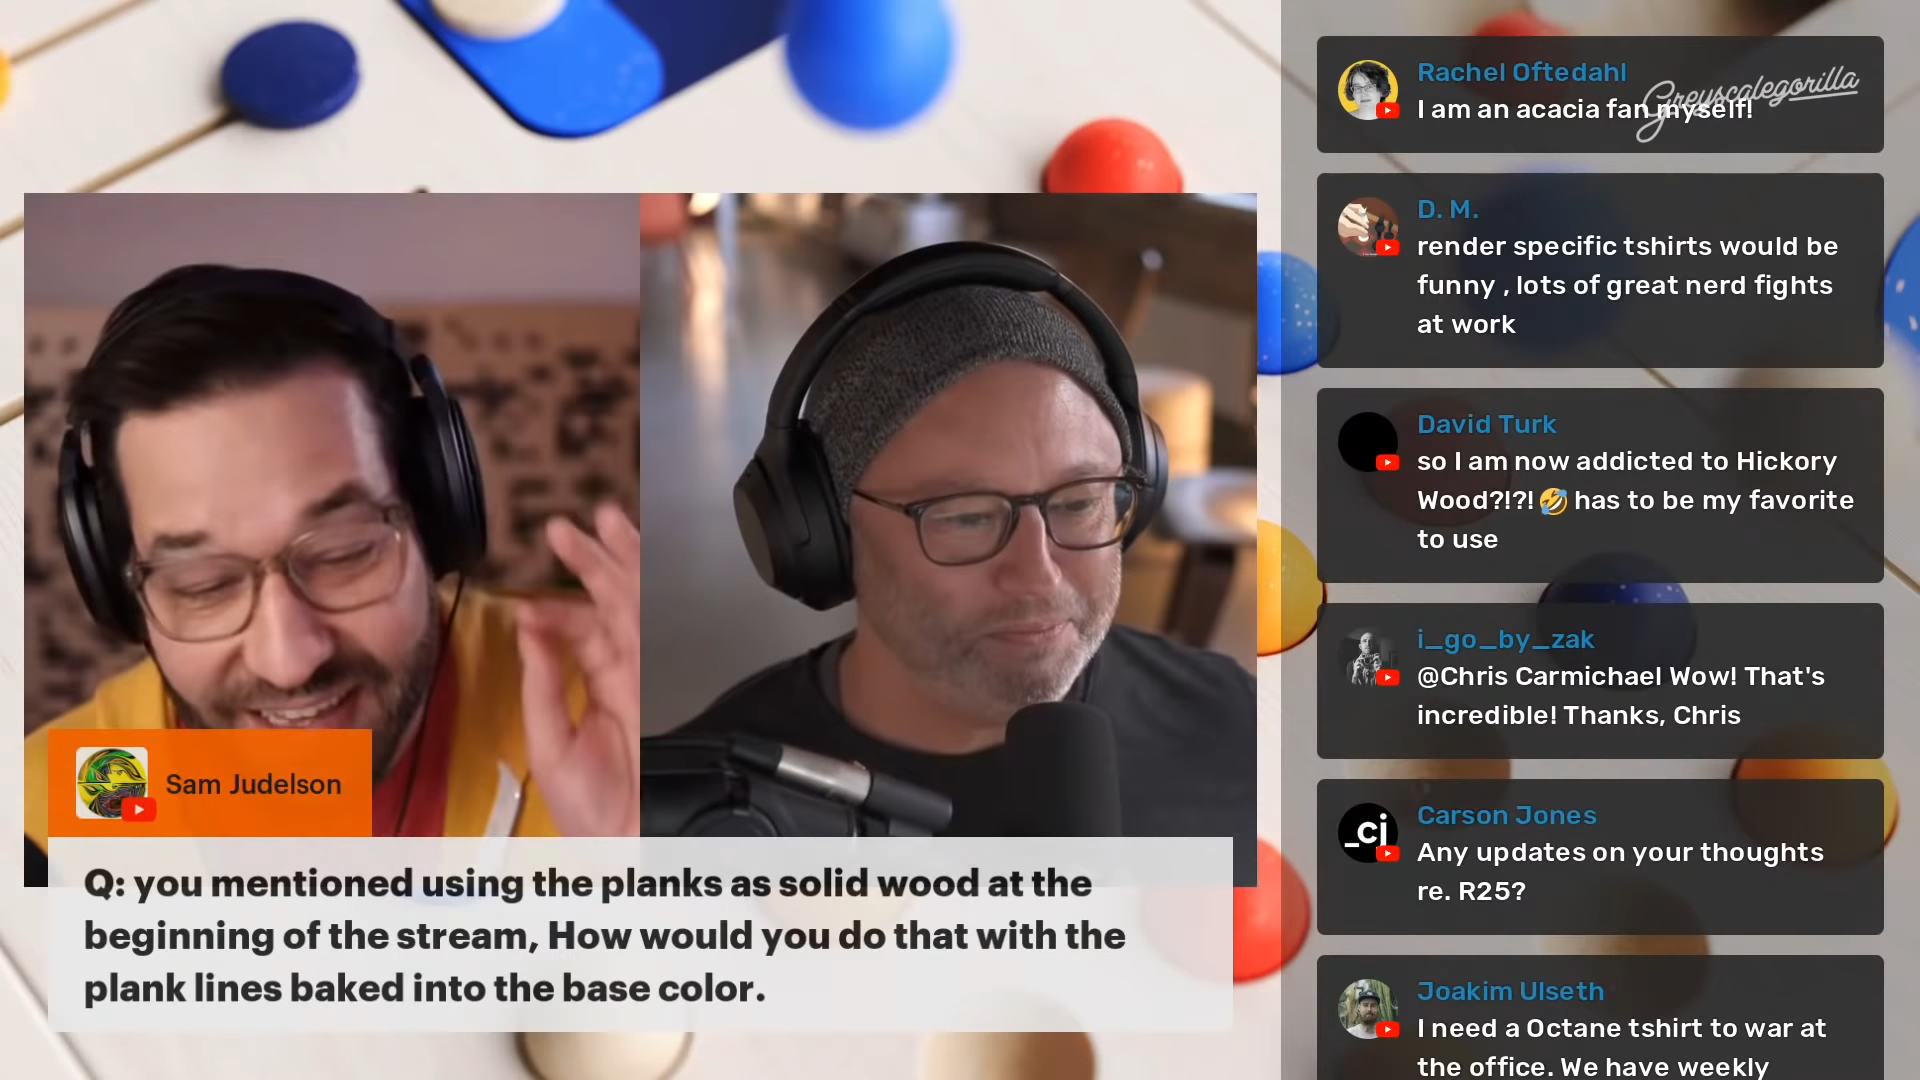 Sam Judelson
Q: you mentioned using the planks as solid wood at the
beginning of the stream, How would you do that with the
plank lines baked into the base color.
Greyscalegorilla
Rachel Oftedahl
I am an acacia fan myself!
D. M.
render specific tshirts would be
funny , lots of great nerd fights
at work
David Turk
so I am now addicted to Hickory
Wood?!?! 🤣 has to be my favorite
to use
i_go_by_zak
@Chris Carmichael Wow! That's
incredible! Thanks, Chris
_cj
Carson Jones
Any updates on your thoughts
re. R25?
Joakim Ulseth
I need a Octane tshirt to war at
the office. We have weekly